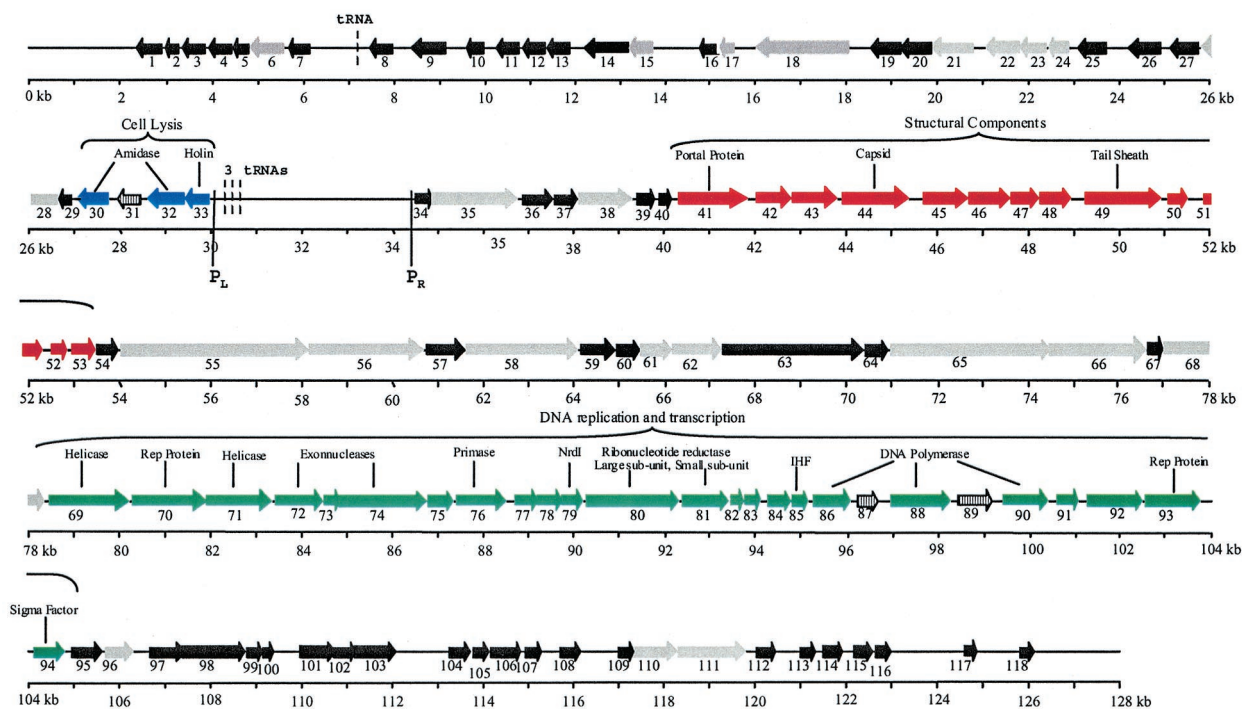 tRNA
1 2 3 4 5 6 7 8 9 10 11 12 13 14 15 16 17 18 19 20 21 22 23 24 25 26 27
0 kb 2 4 6 8 10 12 14 16 18 20 22 24 26 kb
Cell Lysis Structural Components
Amidase Holin 3 tRNAs Portal Protein Capsid Tail Sheath
28 29 30 31 32 33 34 35 36 37 38 39 40 41 42 43 44 45 46 47 48 49 50 51
26 kb 28 30 32 34 35 38 40 42 44 46 48 50 52 kb
PL PR
52 53 54 55 56 57 58 59 60 61 62 63 64 65 66 67 68
52 kb 54 56 58 60 62 64 66 68 70 72 74 76 78 kb
DNA replication and transcription
Helicase Rep Protein Helicase Exonnucleases Primase NrdI Ribonucleotide reductase DNA Polymerase
Large sub-unit, Small sub-unit IHF Rep Protein
69 70 71 72 73 74 75 76 77 78 79 80 81 82 83 84 85 86 87 88 89 90 91 92 93
78 kb 80 82 84 86 88 90 92 94 96 98 100 102 104 kb
Sigma Factor
94 95 96 97 98 99 100 101 102 103 104 105 106 107 108 109 110 111 112 113 114 115 116 117 118
104 kb 106 108 110 112 114 116 118 120 122 124 126 128 kb